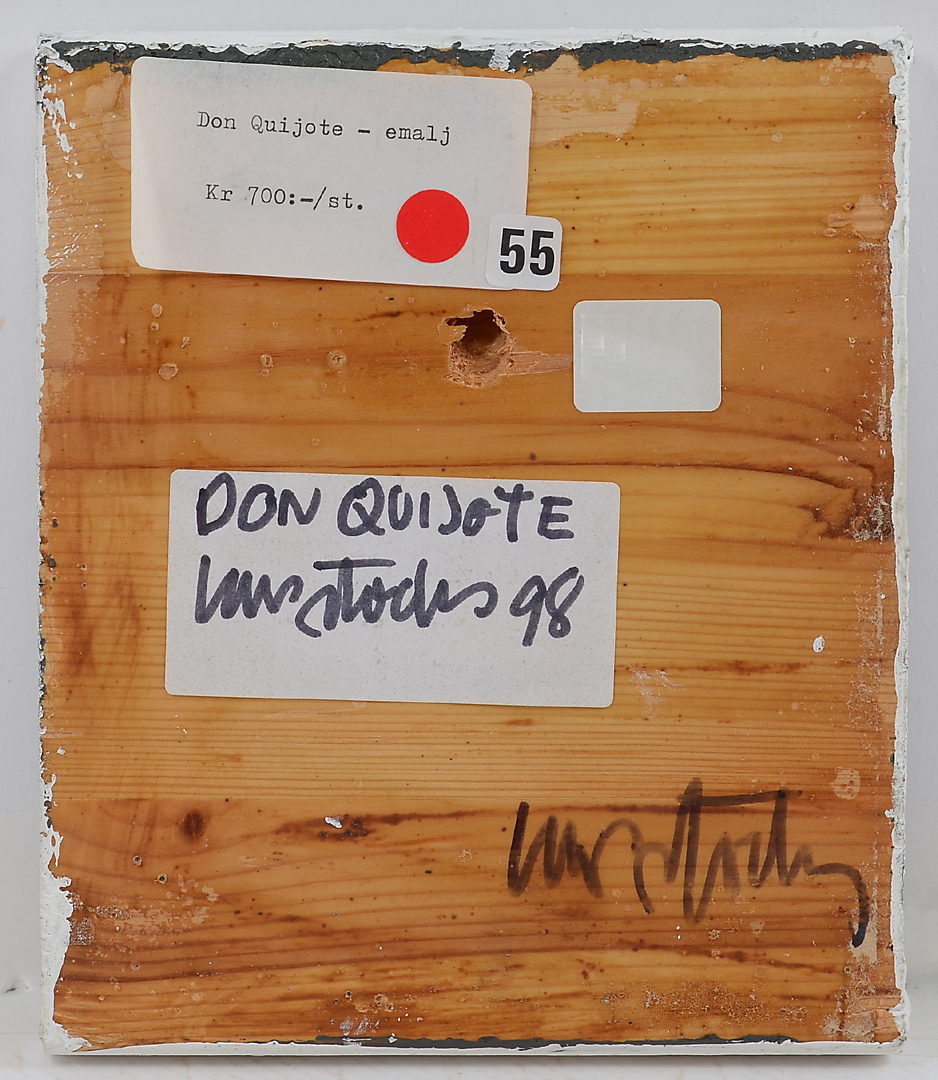 Don Quijote - emalj
Kr 700:-/st.
55
DON QUIJOTE
98